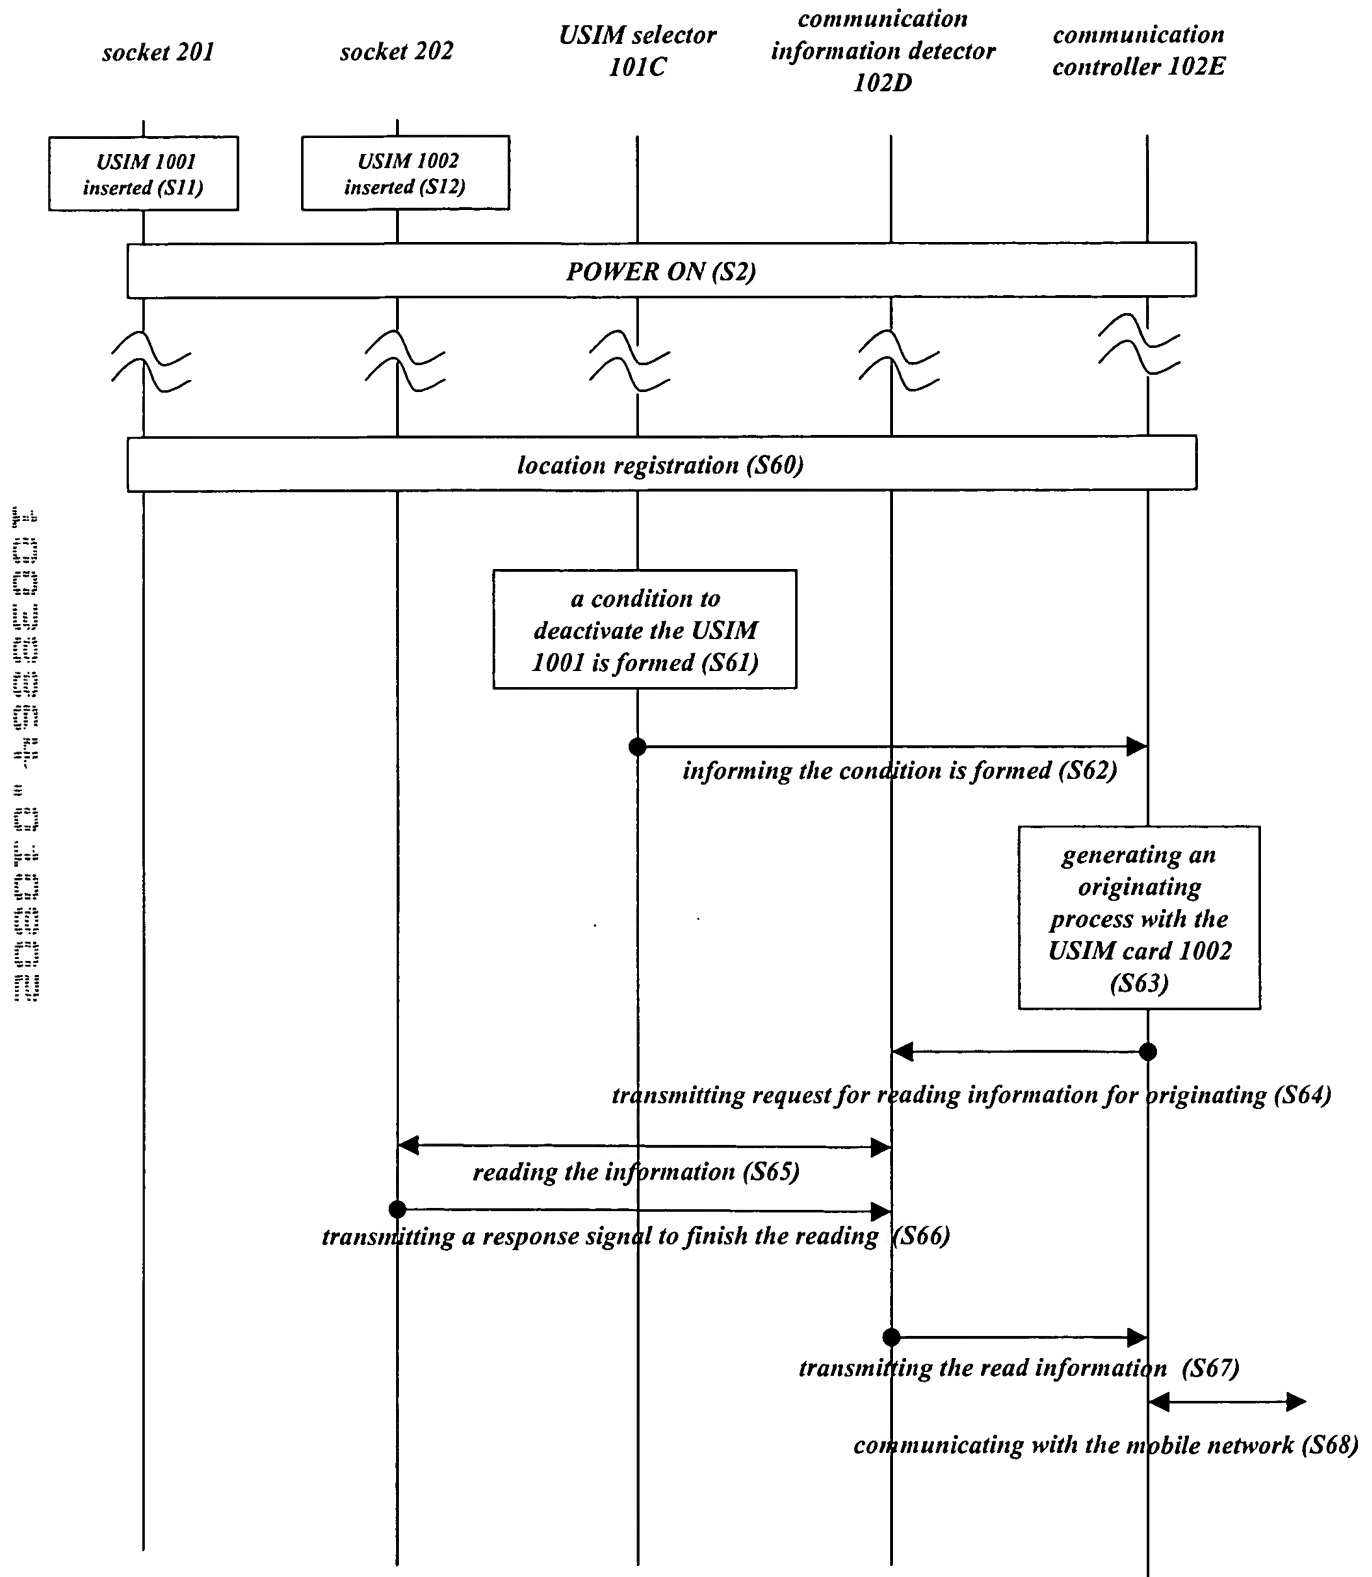 socket 201
socket 202
USIM selector
101C
communication
information detector
102D
communication
controller 102E
USIM 1001
inserted (S11)
USIM 1002
inserted (S12)
POWER ON (S2)
location registration (S60)
a condition to
deactivate the USIM
1001 is formed (S61)
informing the condition is formed (S62)
generating an
originating
process with the
USIM card 1002
(S63)
transmitting request for reading information for originating (S64)
reading the information (S65)
transmitting a response signal to finish the reading (S66)
transmitting the read information (S67)
communicating with the mobile network (S68)